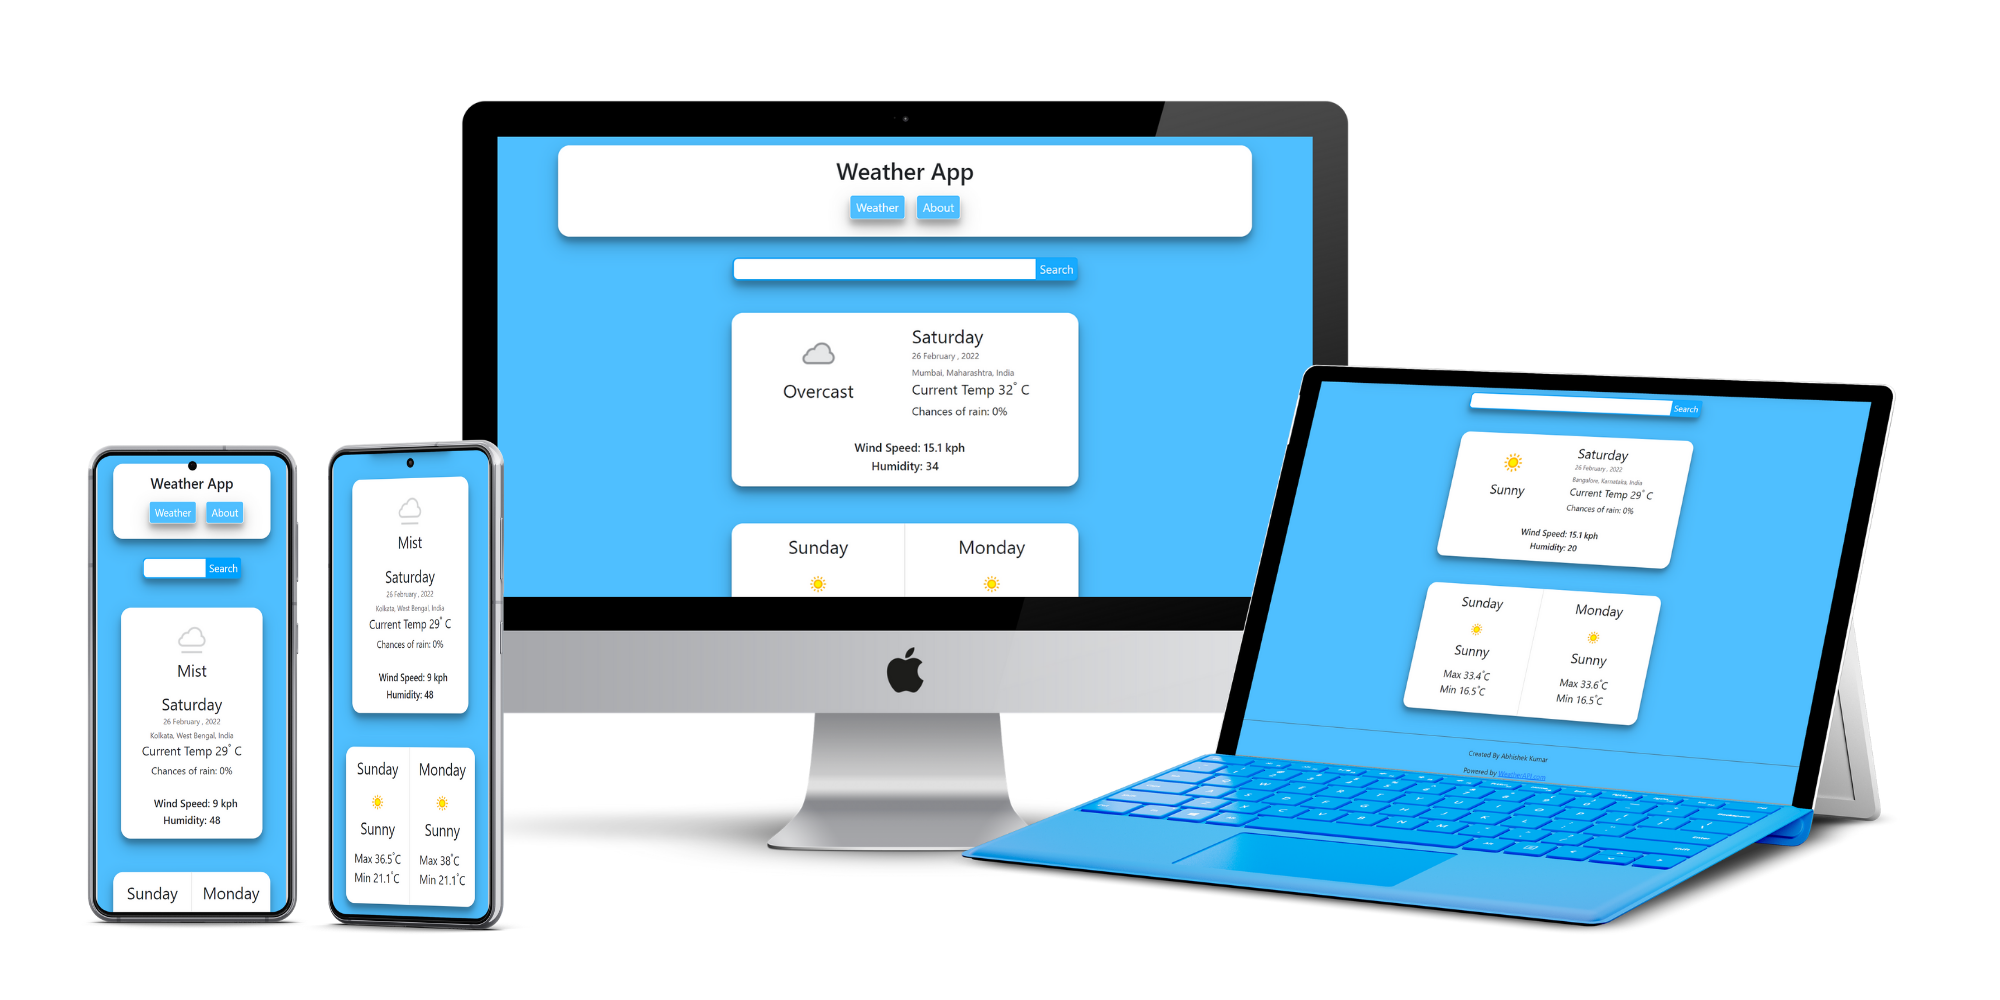 Weather App
Weather About
Search
Mist
Saturday
26 February , 2022
Kolkata, West Bengal, India
Current Temp 29° C
Chances of rain: 0%
Wind Speed: 9 kph
Humidity: 48
Sunday Monday
Mist
Saturday
26 February , 2022
Kolkata, West Bengal, India
Current Temp 29° C
Chances of rain: 0%
Wind Speed: 9 kph
Humidity: 48
Sunday Monday
Sunny Sunny
Max 36.5°C Max 38°C
Min 21.1°C Min 21.1°C
Weather App
Weather About
Search
Overcast
Saturday
26 February , 2022
Mumbai, Maharashtra, India
Current Temp 32° C
Chances of rain: 0%
Wind Speed: 15.1 kph
Humidity: 34
Sunday Monday
Search
Sunny
Saturday
26 February , 2022
Bangalore, Karnataka, India
Current Temp 29° C
Chances of rain: 0%
Wind Speed: 15.1 kph
Humidity: 20
Sunday Monday
Sunny Sunny
Max 33.4°C Max 33.6°C
Min 16.5°C Min 16.5°C
Created By Abhishek Kumar
Powered by WeatherAPI.com